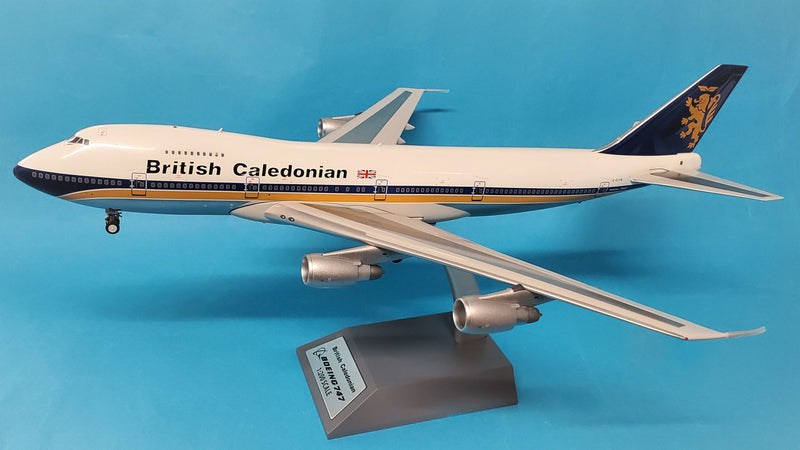 British Caledonian
British Caledonian
BOEING 747
1:200 SCALE